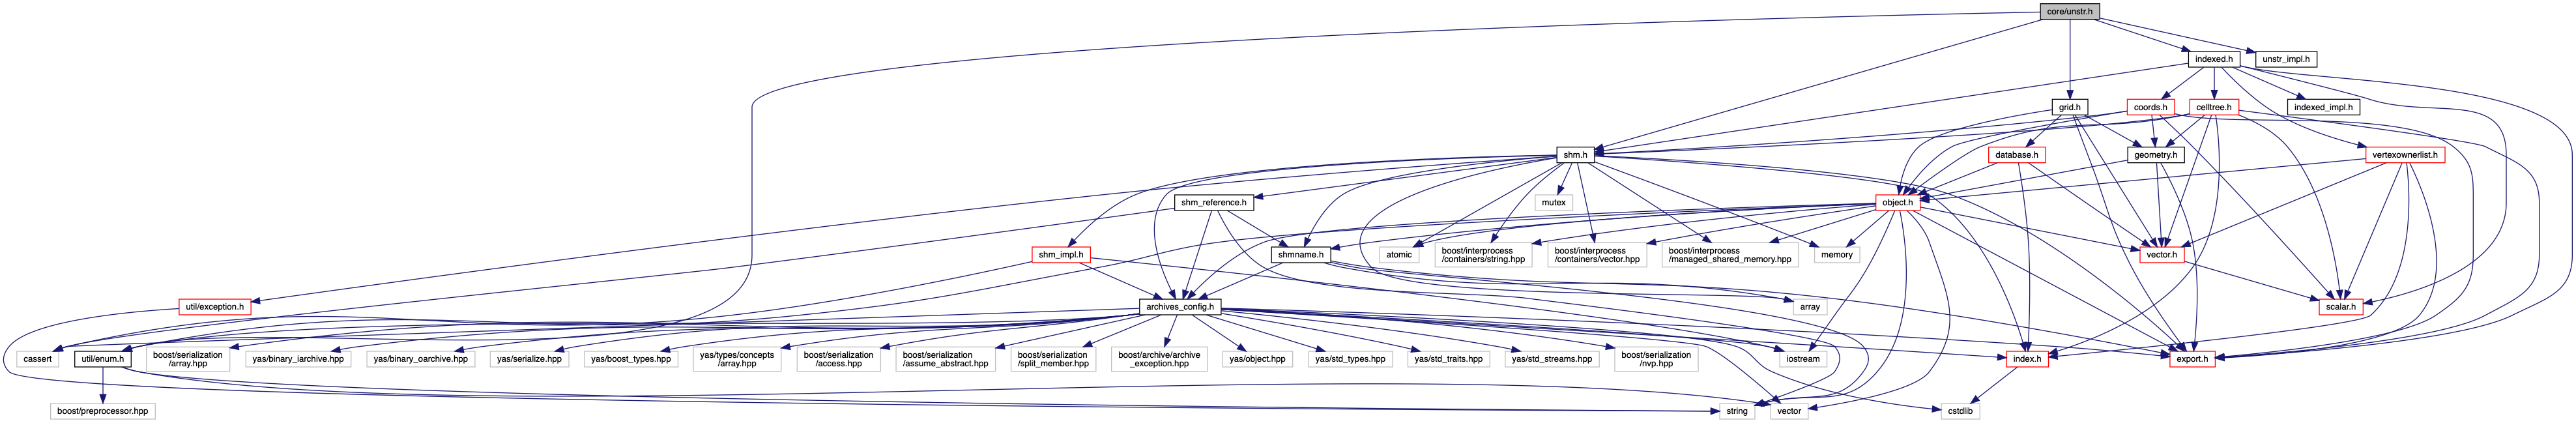 core/unstr.h
indexed.h
unstr_impl.h
grid.h
coords.h
celltree.h
indexed_impl.h
shm.h
database.h
geometry.h
vertexownerlist.h
shm_reference.h
mutex
object.h
shm_impl.h
shmname.h
atomic
boost/interprocess
/containers/string.hpp
boost/interprocess
/containers/vector.hpp
boost/interprocess
/managed_shared_memory.hpp
memory
vector.h
util/exception.h
archives_config.h
array
scalar.h
cassert
util/enum.h
boost/serialization
/array.hpp
yas/binary_iarchive.hpp
yas/binary_oarchive.hpp
yas/serialize.hpp
yas/boost_types.hpp
yas/types/concepts
/array.hpp
boost/serialization
/access.hpp
boost/serialization
/assume_abstract.hpp
boost/serialization
/split_member.hpp
boost/archive/archive
_exception.hpp
yas/object.hpp
yas/std_types.hpp
yas/std_traits.hpp
yas/std_streams.hpp
boost/serialization
/nvp.hpp
iostream
index.h
export.h
boost/preprocessor.hpp
string
vector
cstdlib